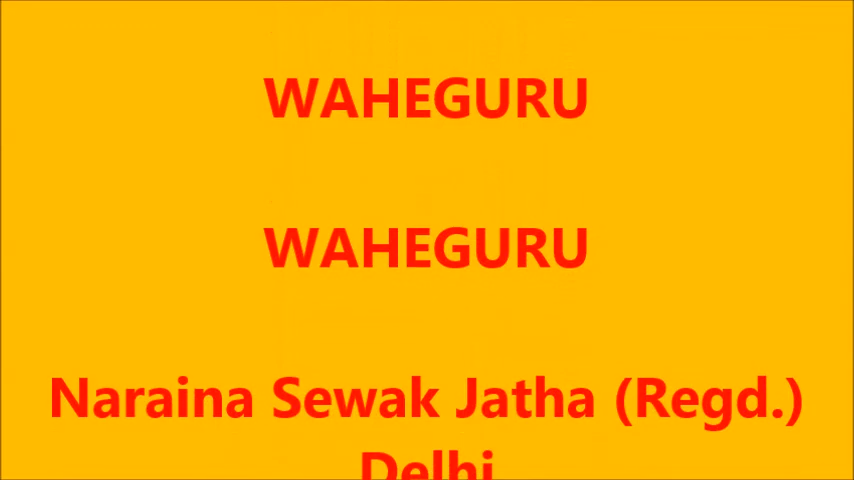 WAHEGURU
WAHEGURU
Naraina Sewak Jatha (Regd.)
Delhi